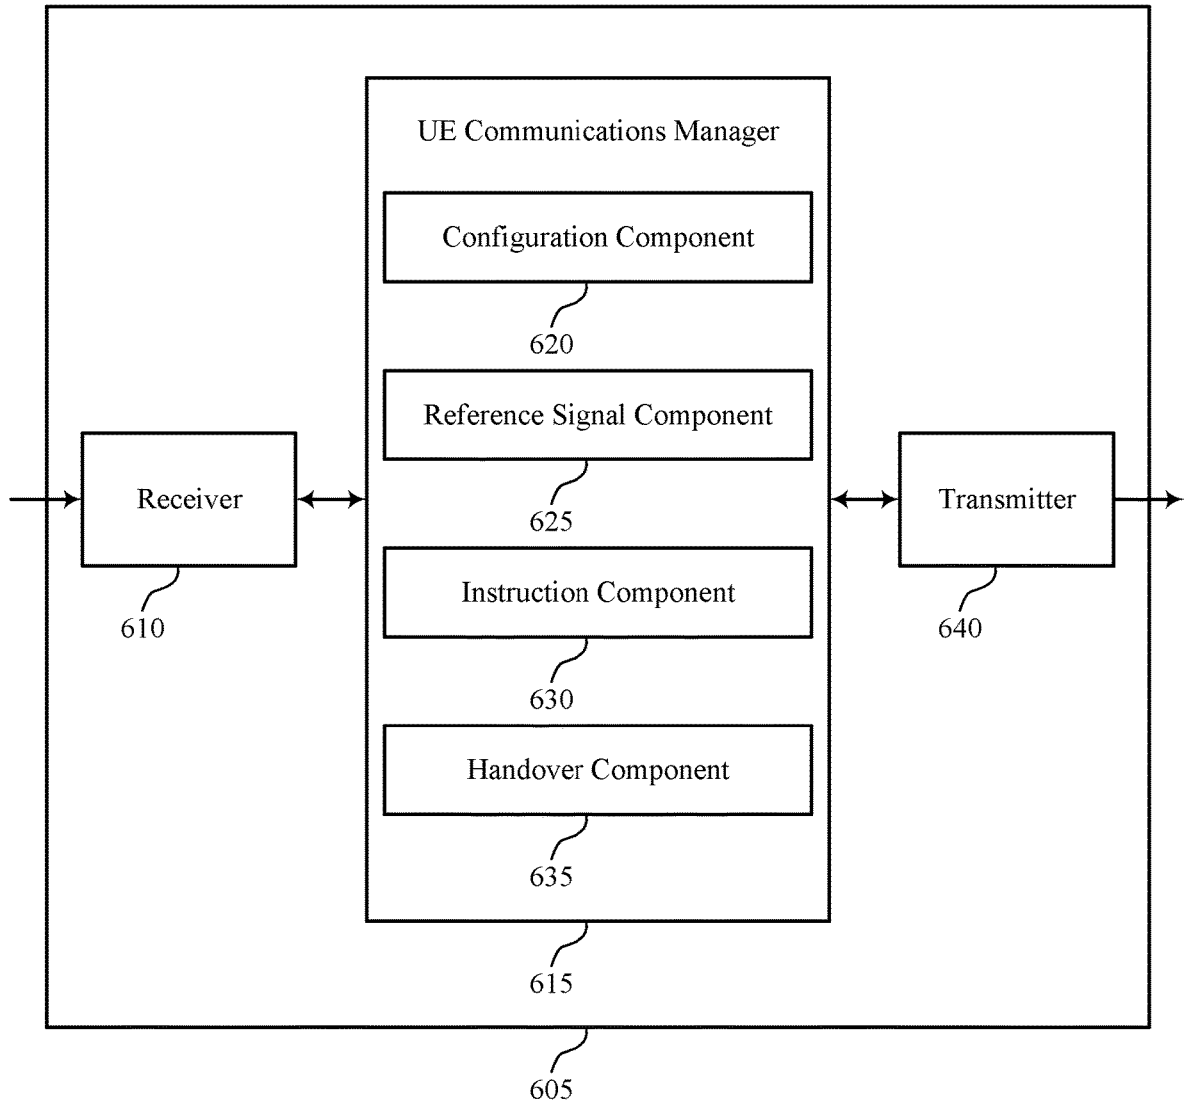 UE Communications Manager
Configuration Component
620
Reference Signal Component
625
Receiver
Transmitter
Instruction Component
610
640
630
Handover Component
635
615
605